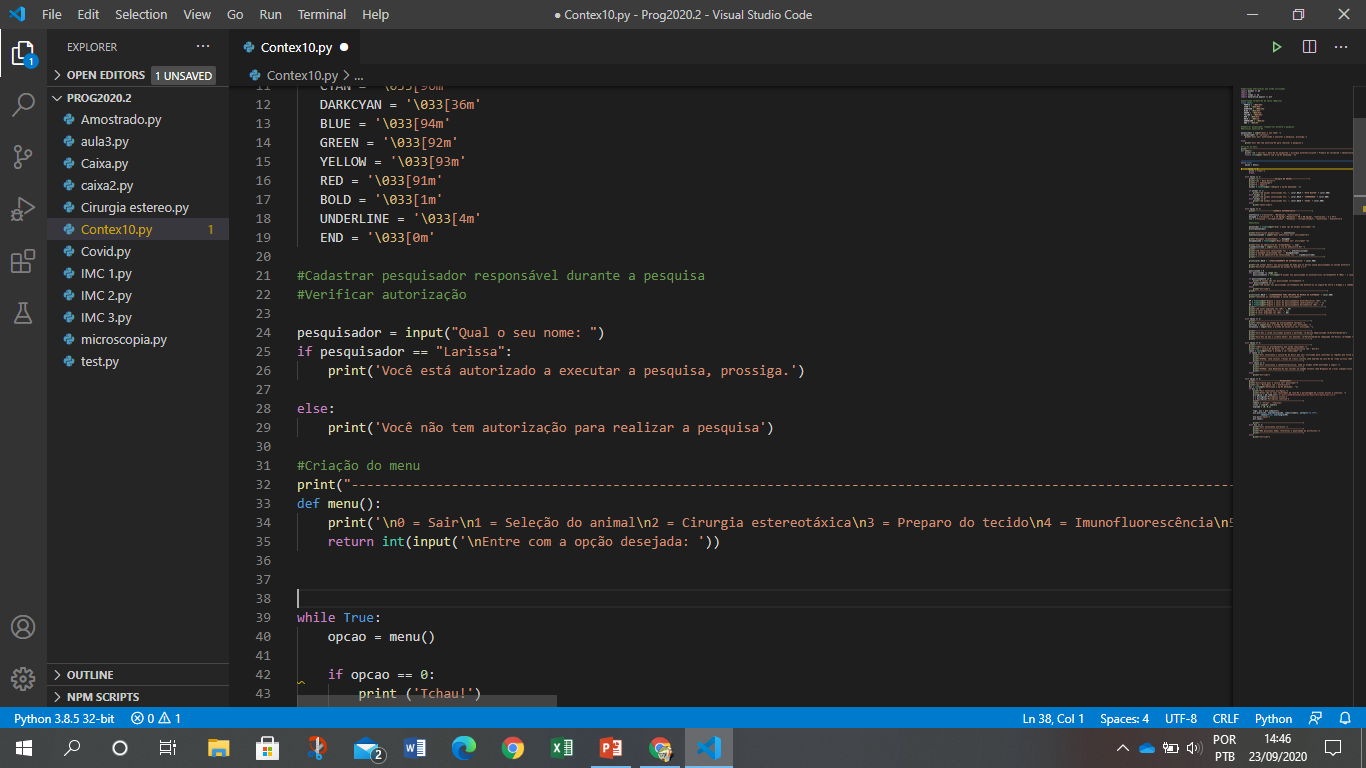 File Edit Selection View Go Run Terminal Help ● Contex10.py - Prog2020.2 - Visual Studio Code
EXPLORER
OPEN EDITORS 1 UNSAVED
PROG2020.2
Amostrado.py
aula3.py
Caixa.py
caixa2.py
Cirurgia estereo.py
Contex10.py 1
Covid.py
IMC 1.py
IMC 2.py
IMC 3.py
microscopia.py
test.py
OUTLINE
NPM SCRIPTS
1
Contex10.py ●
Contex10.py > ...
11 CYAN = '\033[96m'
12 DARKCYAN = '\033[36m'
13 BLUE = '\033[94m'
14 GREEN = '\033[92m'
15 YELLOW = '\033[93m'
16 RED = '\033[91m'
17 BOLD = '\033[1m'
18 UNDERLINE = '\033[4m'
19 END = '\033[0m'
20
21 #Cadastrar pesquisador responsável durante a pesquisa
22 #Verificar autorização
23
24 pesquisador = input("Qual o seu nome: ")
25 if pesquisador == "Larissa":
26 print('Você está autorizado a executar a pesquisa, prossiga.')
27
28 else:
29 print('Você não tem autorização para realizar a pesquisa')
30
31 #Criação do menu
32 print("-------------------------------------------------------------------------------------------------------------------
33 def menu():
34 print('\n0 = Sair\n1 = Seleção do animal\n2 = Cirurgia estereotáxica\n3 = Preparo do tecido\n4 = Imunofluorescência\n5
35 return int(input('\nEntre com a opção desejada: '))
36
37
38
39 while True:
40 opcao = menu()
41
42 if opcao == 0:
43 print ('Tchau!')
Python 3.8.5 32-bit 0 1 Ln 38, Col 1 Spaces: 4 UTF-8 CRLF Python
2
POR 14:46
PTB 23/09/2020